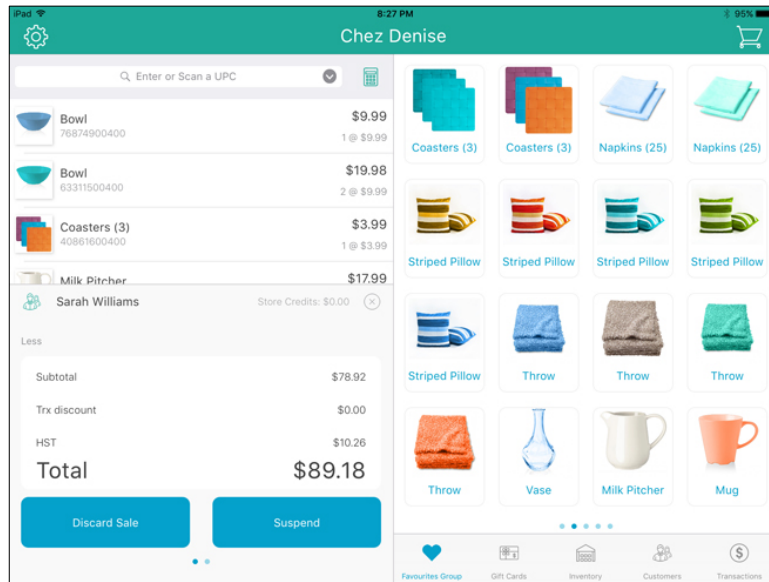 iPad 8:27 PM 95%
Chez Denise
Enter or Scan a UPC
Bowl $9.99
76874900400 1 @ $9.99
Bowl $19.98
63311500400 2 @ $9.99
Coasters (3) $3.99
40861600400 1 @ $3.99
Milk Pitcher $17.99
Sarah Williams Store Credits: $0.00
Less
Subtotal $78.92
Trx discount $0.00
HST $10.26
Total $89.18
Discard Sale Suspend
Coasters (3) Coasters (3) Napkins (25) Napkins (25)
Striped Pillow Striped Pillow Striped Pillow Striped Pillow
Striped Pillow Throw Throw Throw
Throw Vase Milk Pitcher Mug
Favourites Group Gift Cards Inventory Customers Transactions